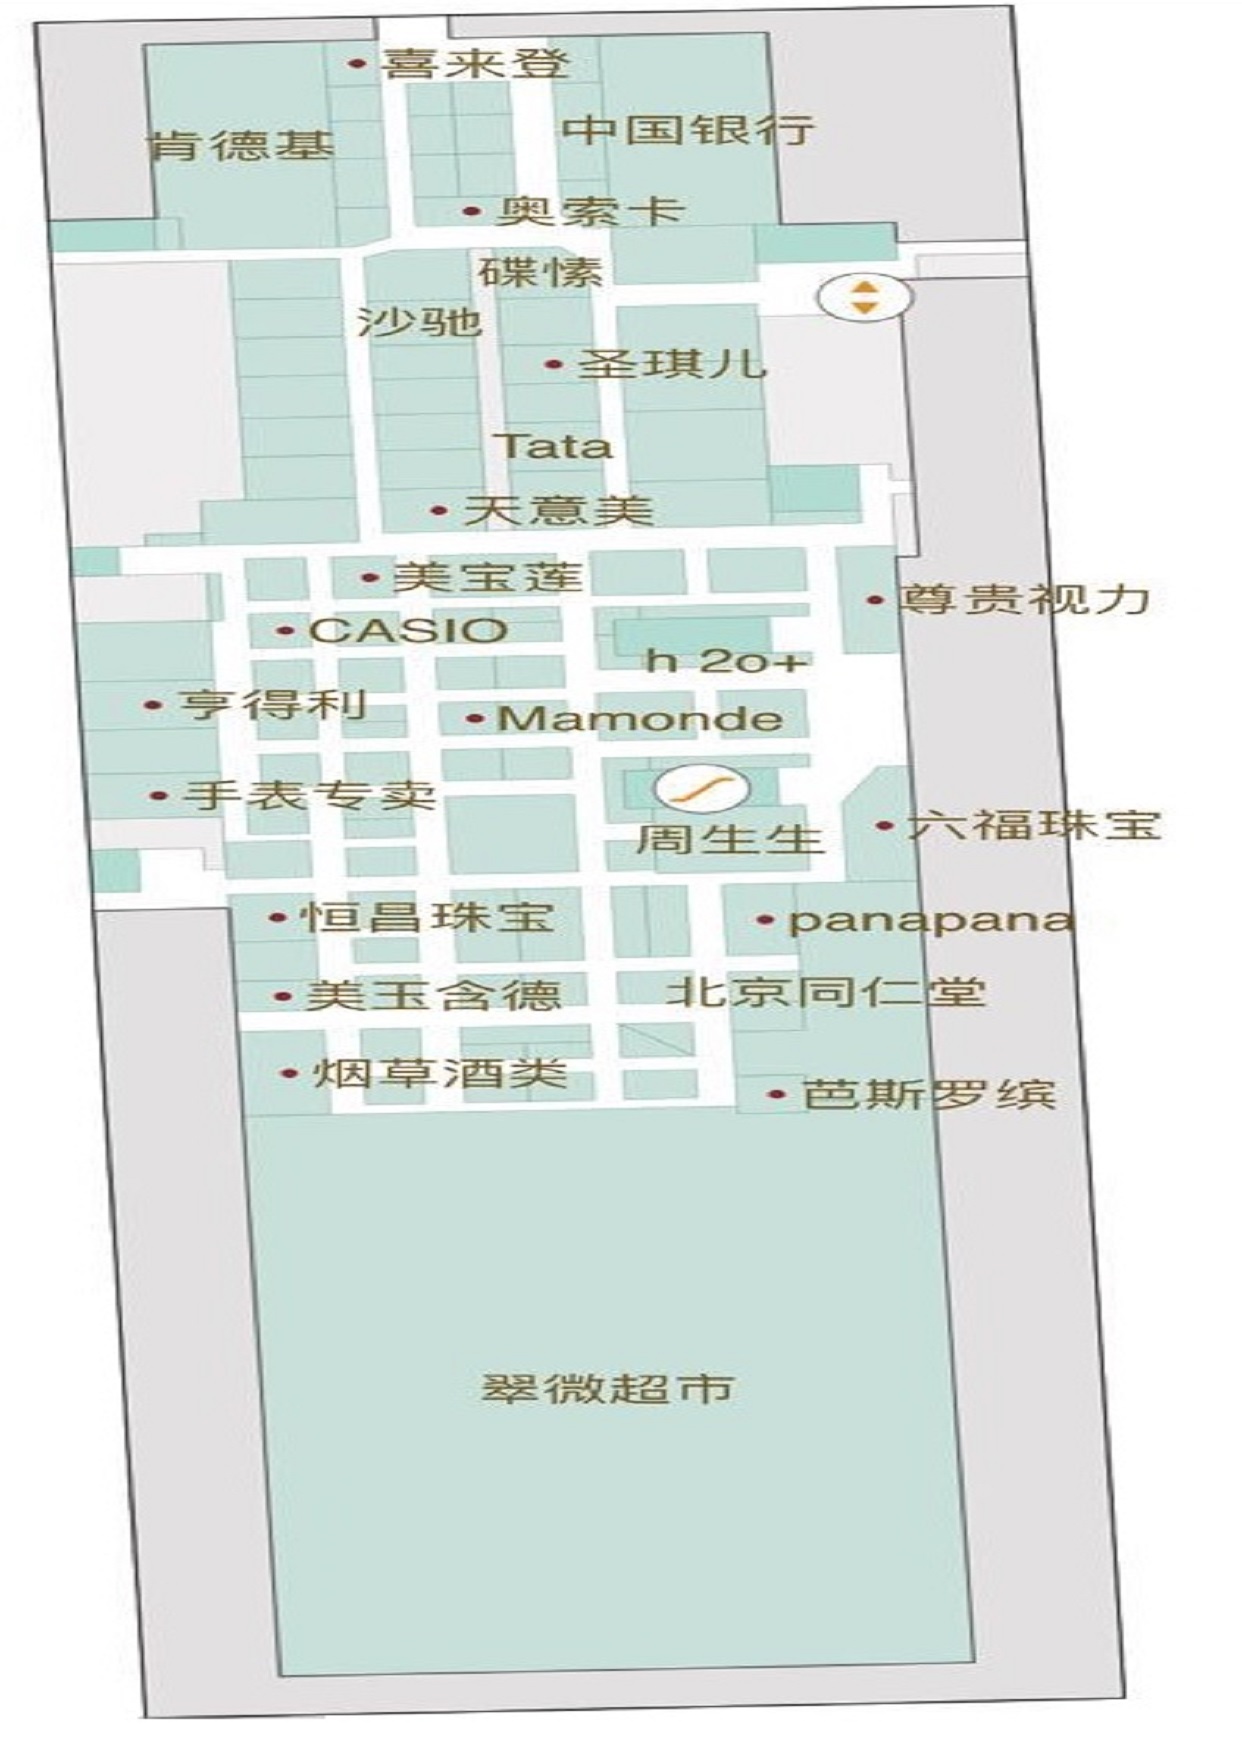 喜来登
中国银行
肯德基
奥索卡
碟愫
沙驰
圣琪儿
Tata
天意美
美宝莲
尊贵视力
CASIO
h 2o+
亨得利
Mamonde
手表专卖
六福珠宝
周生生
恒昌珠宝
panapana
美玉含德
北京同仁堂
烟草酒类
芭斯罗缤
翠微超市